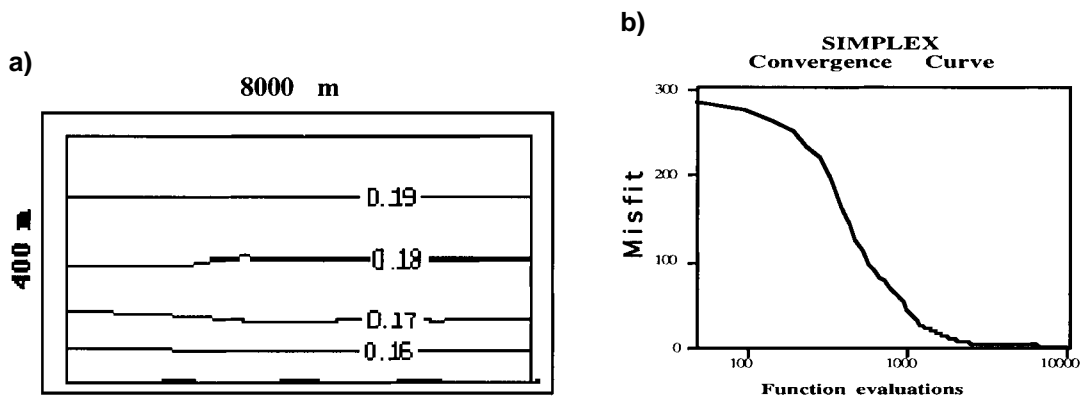 a)
8000 m
400 m
0.19
0.18
0.17
0.16
b)
SIMPLEX
Convergence Curve
300
200
100
0
Misfit
100
1000
10000
Function evaluations